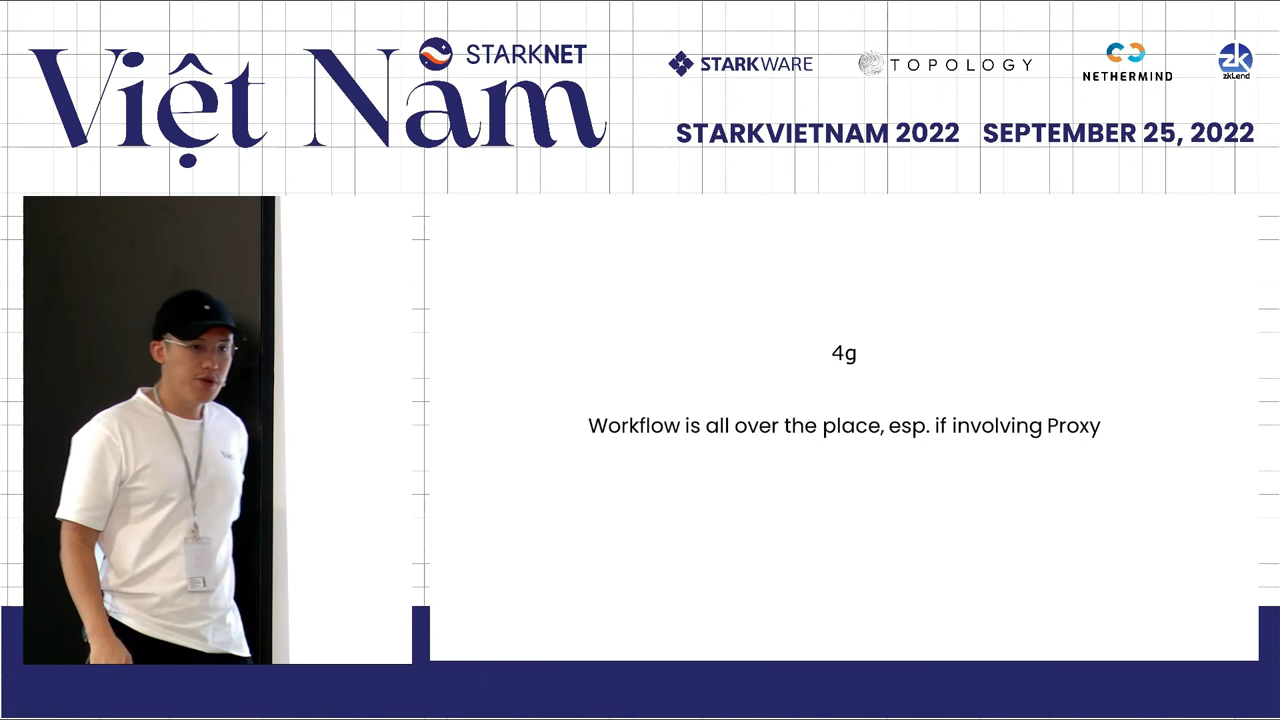 Việt Nam
STARKNET
STARKWARE
TOPOLOGY
NETHERMIND
zk
zkLend
STARKVIETNAM 2022 SEPTEMBER 25, 2022
4g
Workflow is all over the place, esp. if involving Proxy